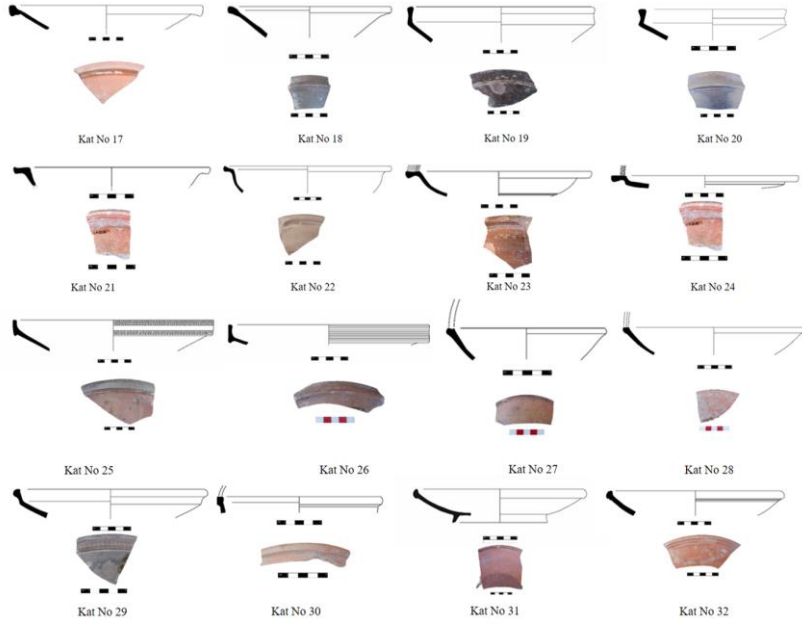 Kat No 17
Kat No 18
Kat No 19
Kat No 20
Kat No 21
Kat No 22
Kat No 23
Kat No 24
Kat No 25
Kat No 26
Kat No 27
Kat No 28
Kat No 29
Kat No 30
Kat No 31
Kat No 32